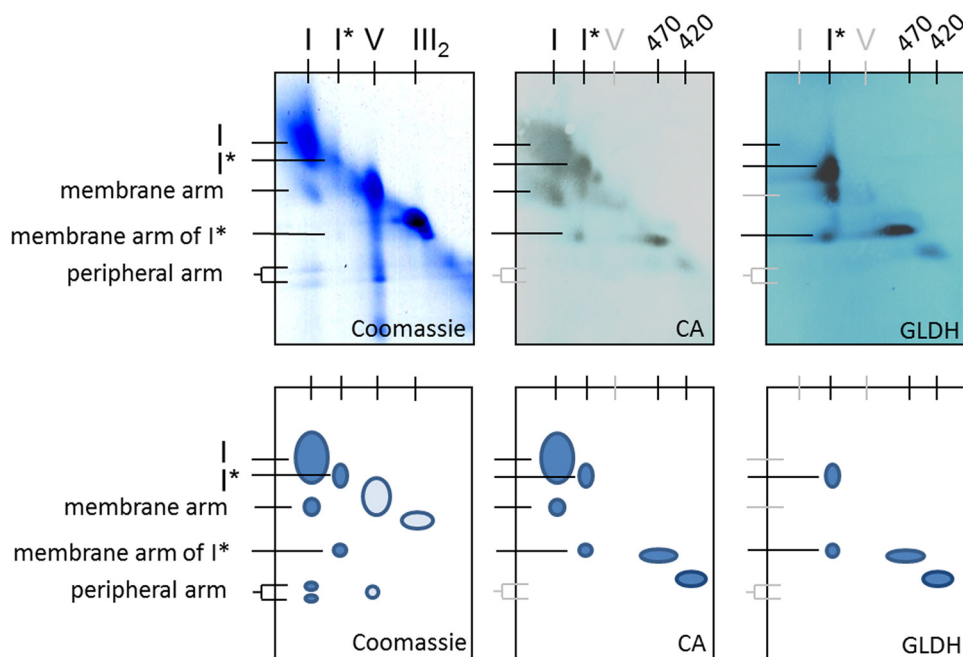 I I* V III₂
I I* V 470 420
I I* V 470 420
I
I*
membrane arm
membrane arm of I*
peripheral arm
Coomassie
CA
GLDH
I
I*
membrane arm
membrane arm of I*
peripheral arm
Coomassie
CA
GLDH